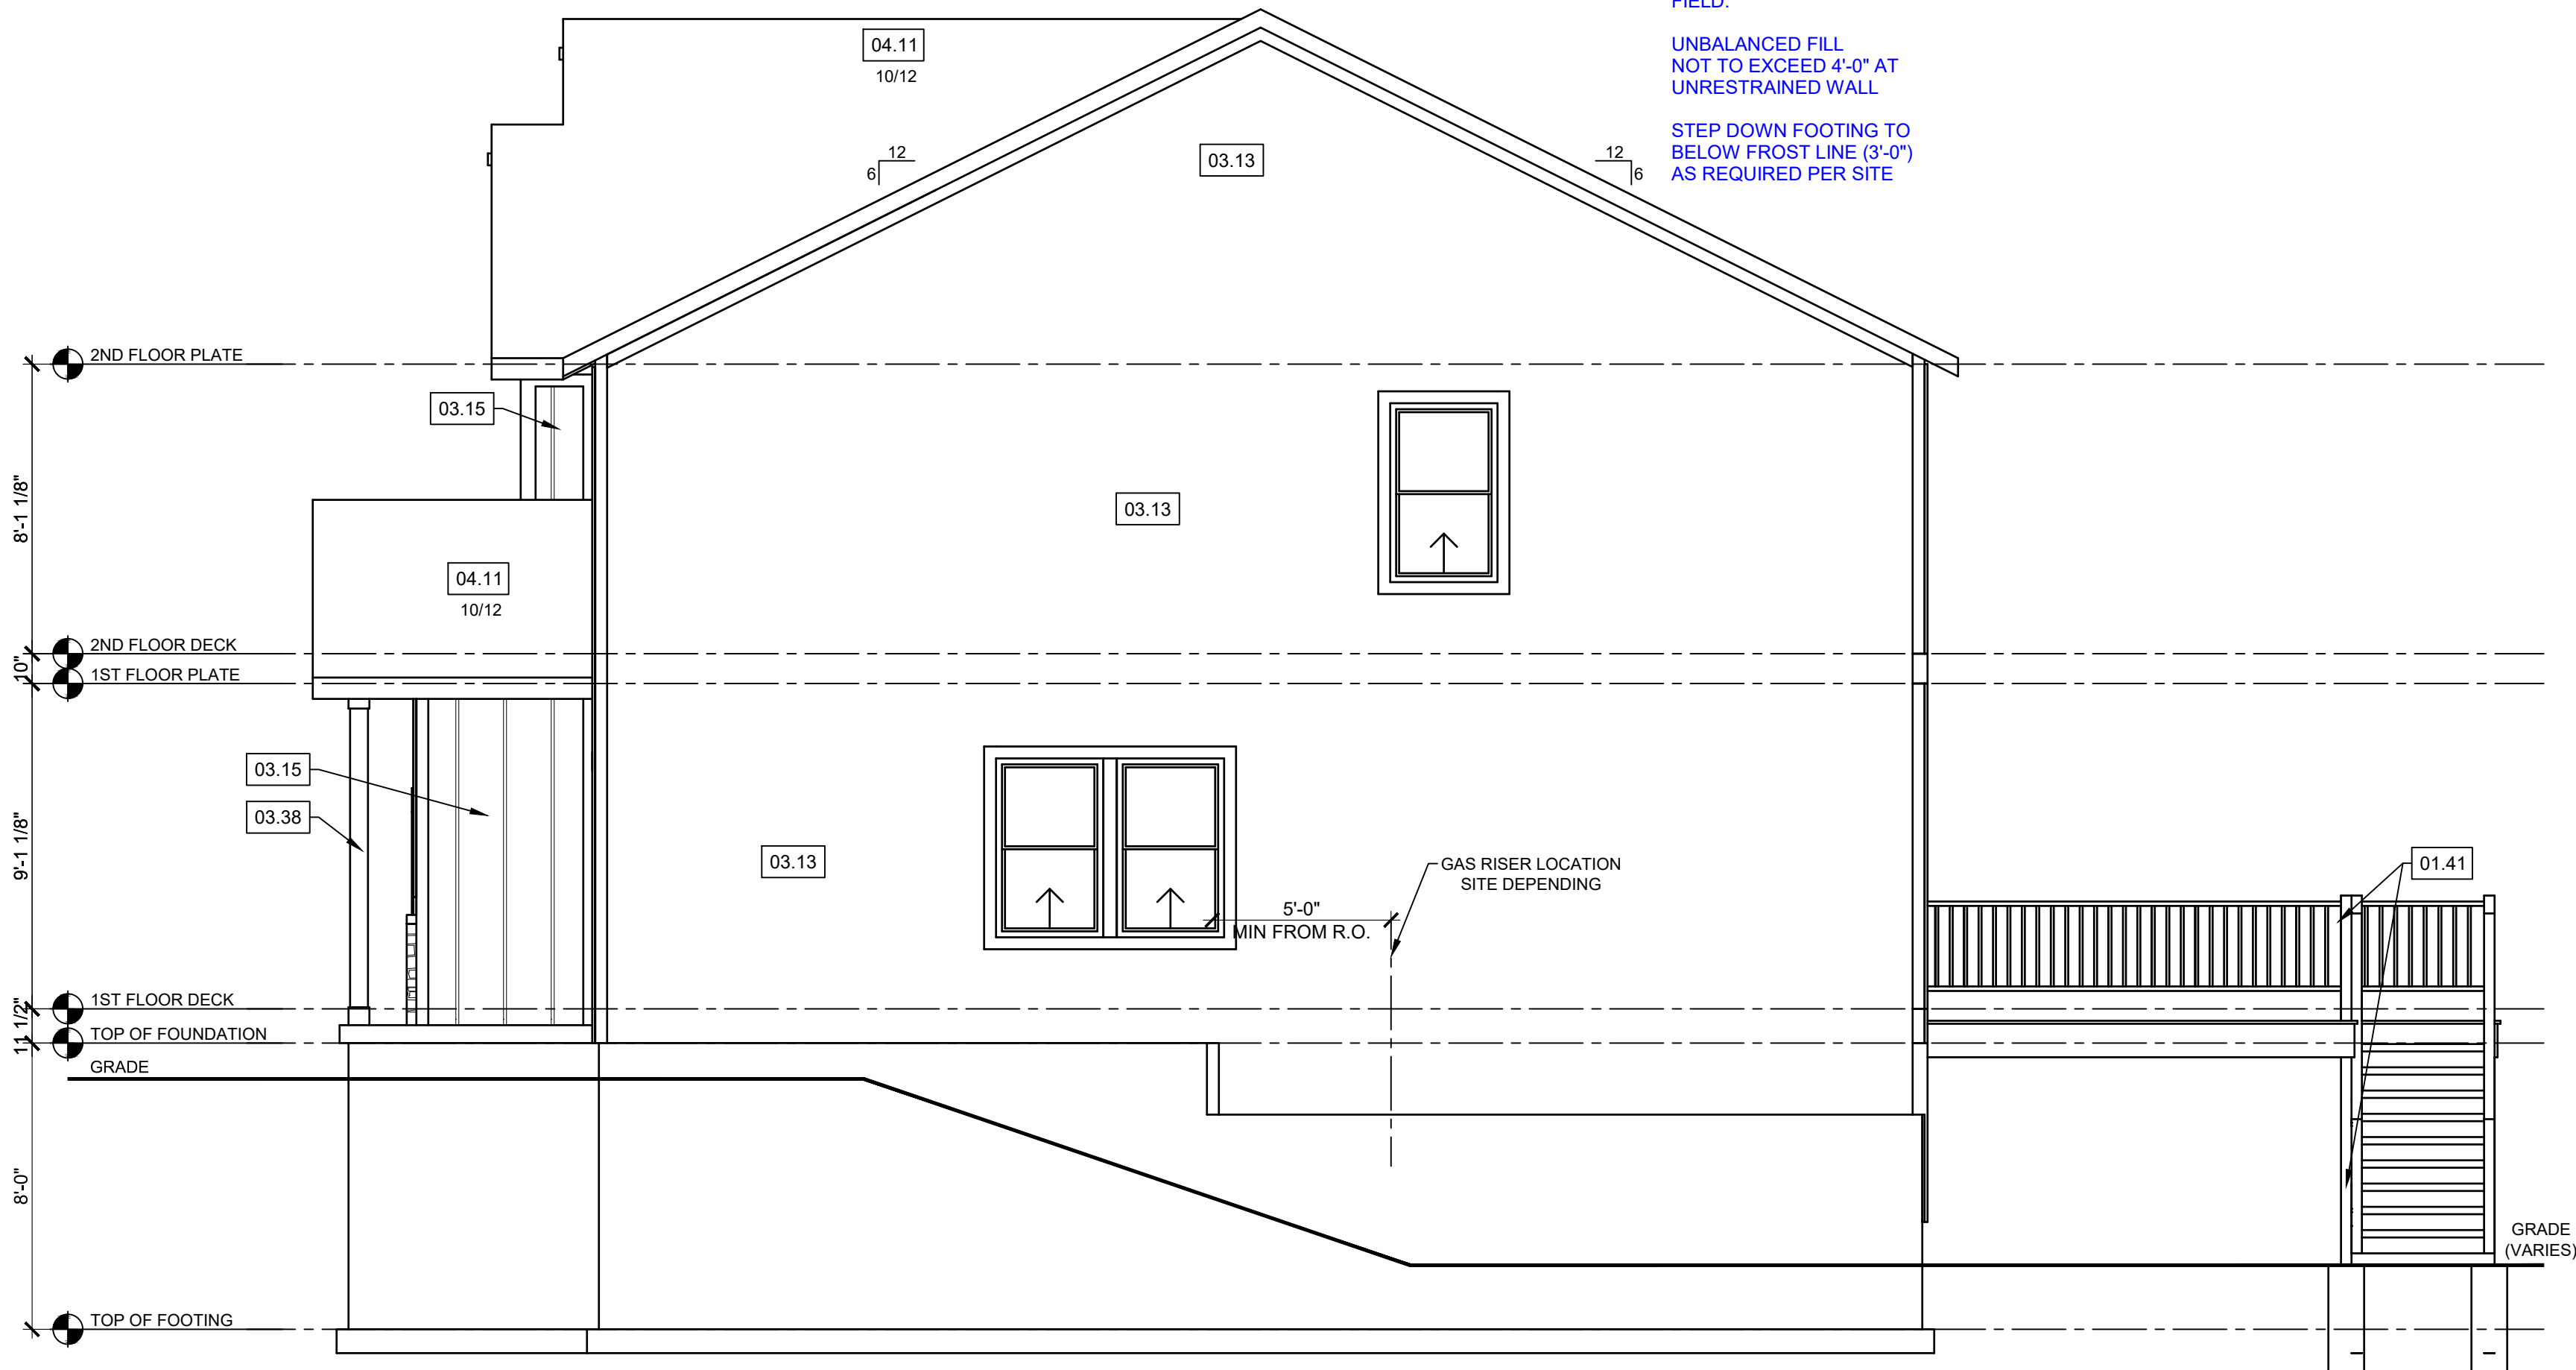 FIELD.
UNBALANCED FILL
NOT TO EXCEED 4'-0" AT
UNRESTRAINED WALL
STEP DOWN FOOTING TO
BELOW FROST LINE (3'-0")
AS REQUIRED PER SITE
04.11
10/12
12
6
03.13
12
6
2ND FLOOR PLATE
03.15
8'-1 1/8"
03.13
04.11
10/12
2ND FLOOR DECK
10"
1ST FLOOR PLATE
03.15
03.38
9'-1 1/8"
03.13
GAS RISER LOCATION
SITE DEPENDING
01.41
5'-0"
MIN FROM R.O.
1ST FLOOR DECK
11 1/2"
TOP OF FOUNDATION
GRADE
8'-0"
GRADE
(VARIES)
TOP OF FOOTING